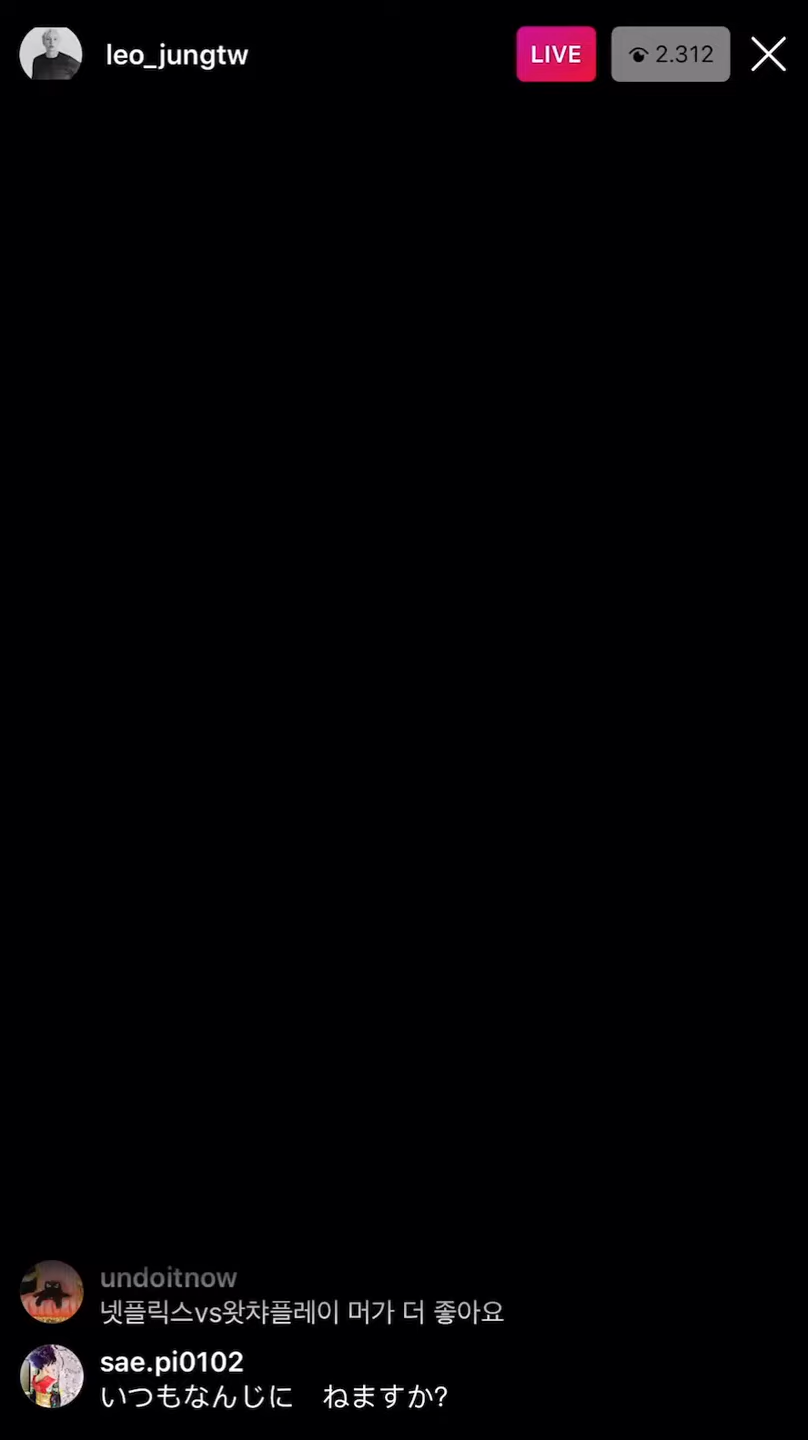 leo_jungtw
LIVE
2.312
undoitnow
넷플릭스vs왓챠플레이 머가 더 좋아요
sae.pi0102
いつもなんじに　ねますか?